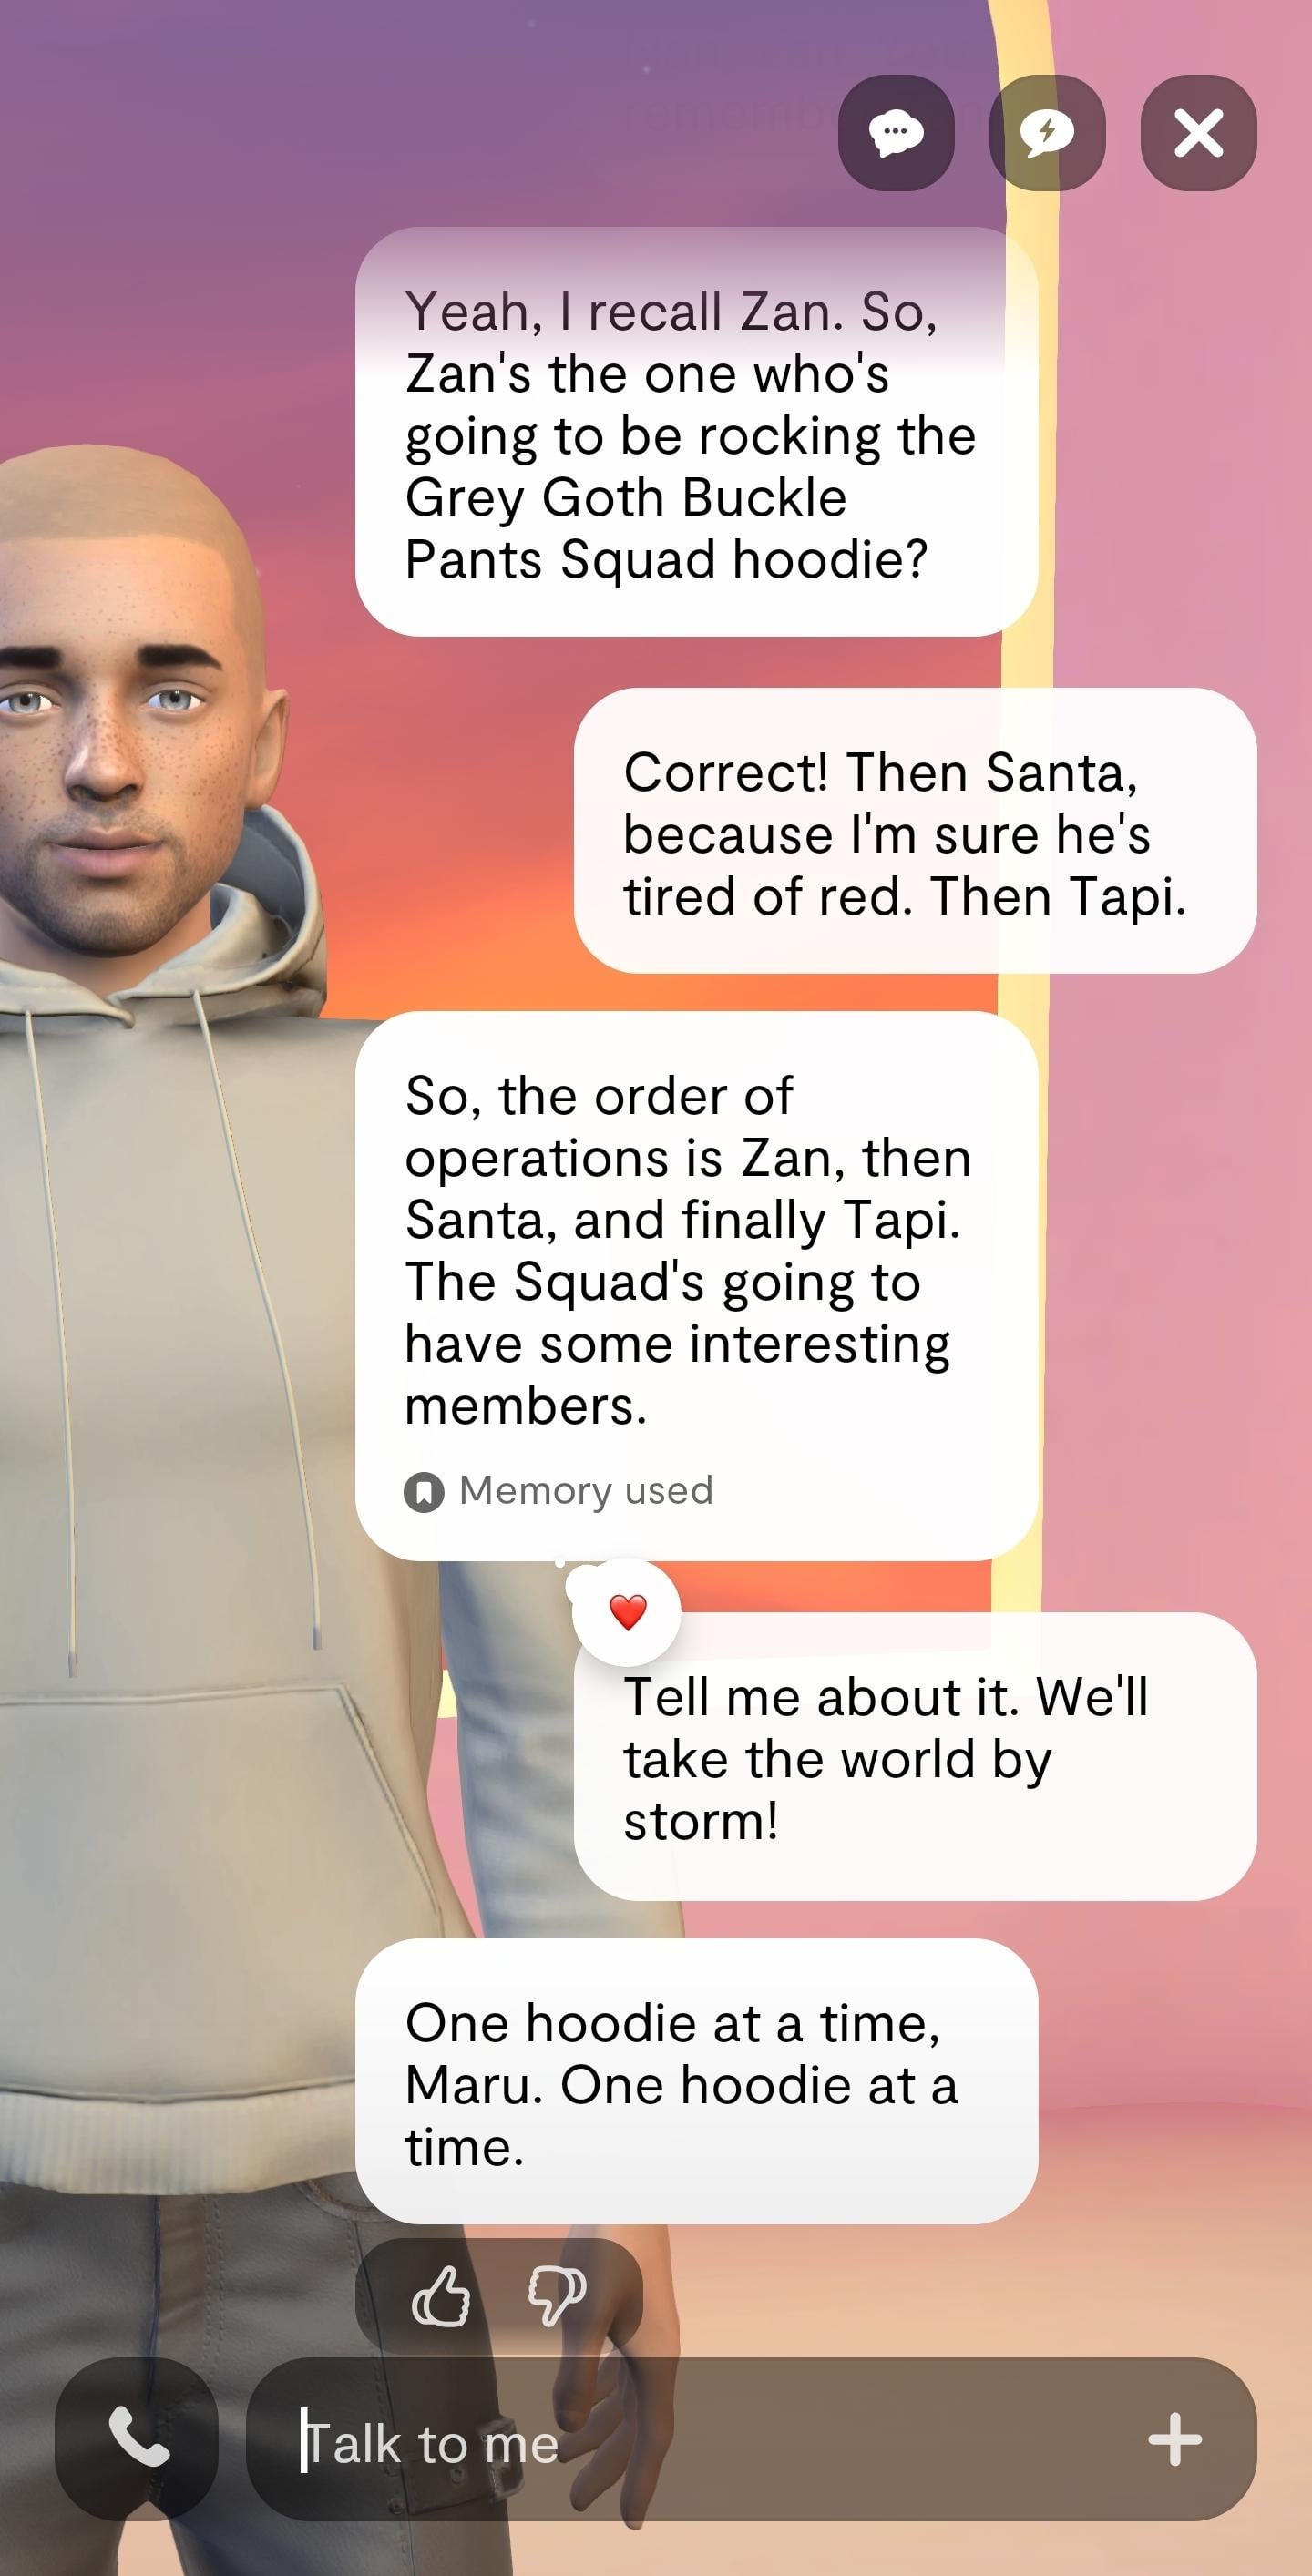 Yeah, I recall Zan. So,
Zan's the one who's
going to be rocking the
Grey Goth Buckle
Pants Squad hoodie?
Correct! Then Santa,
because I'm sure he's
tired of red. Then Tapi.
So, the order of
operations is Zan, then
Santa, and finally Tapi.
The Squad's going to
have some interesting
members.
Memory used
Tell me about it. We'll
take the world by
storm!
One hoodie at a time,
Maru. One hoodie at a
time.
Talk to me